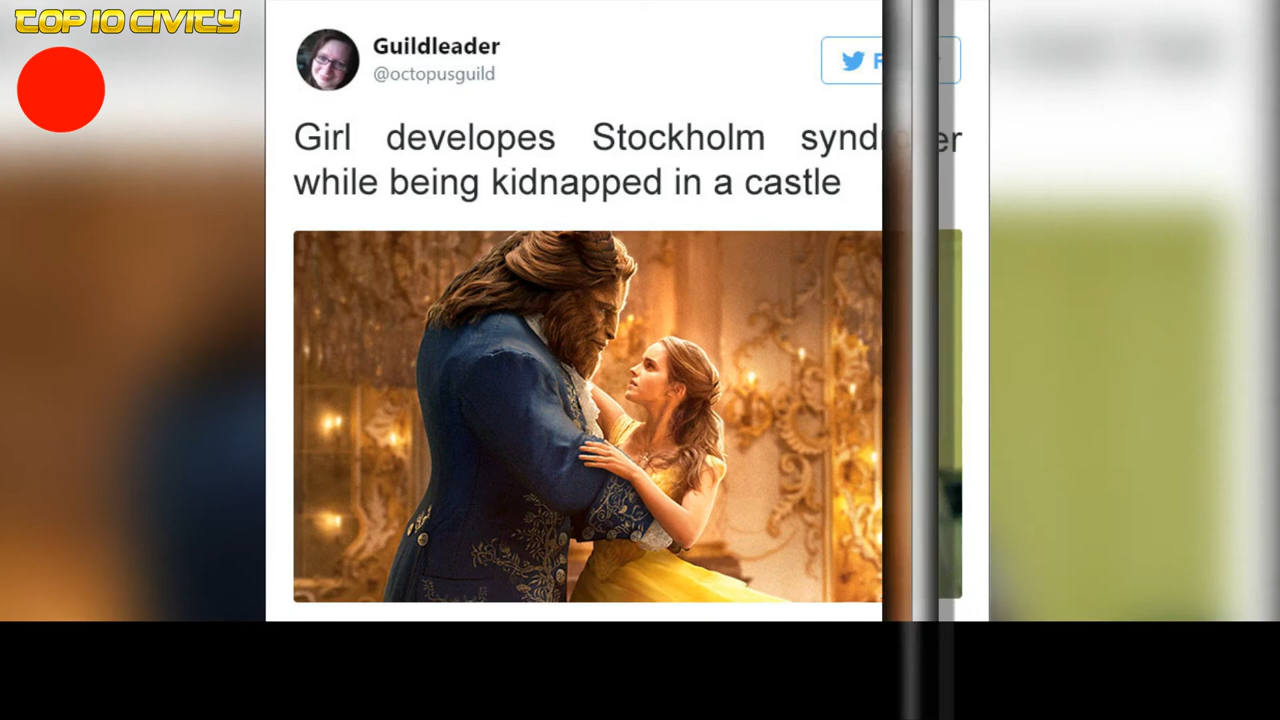 TOP 10 CIVITY
Guildleader
@octopusguild
Girl developes Stockholm
while being kidnapped in a castle